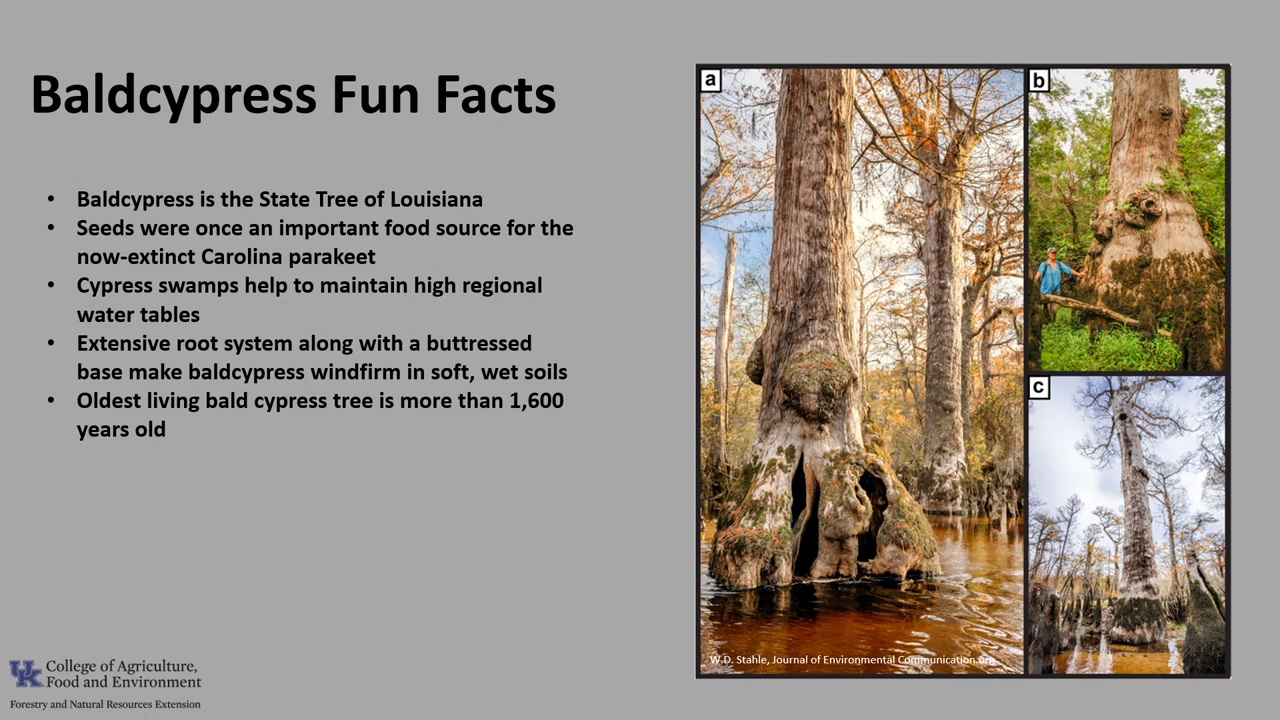 Baldcypress Fun Facts
• Baldcypress is the State Tree of Louisiana
• Seeds were once an important food source for the
now-extinct Carolina parakeet
• Cypress swamps help to maintain high regional
water tables
• Extensive root system along with a buttressed
base make baldcypress windfirm in soft, wet soils
• Oldest living bald cypress tree is more than 1,600
years old
a
b
c
W.D. Stahle, Journal of Environmental Communication.org
UK
College of Agriculture,
Food and Environment
Forestry and Natural Resources Extension